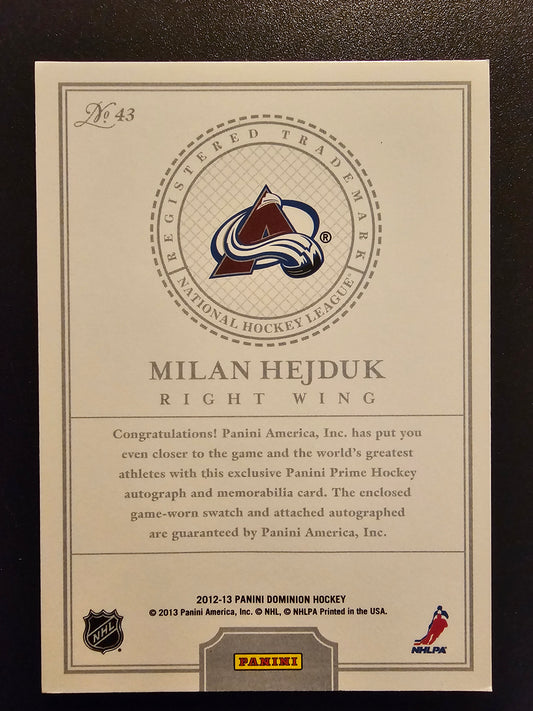 No 43
REGISTERED TRADEMARK
®
NATIONAL HOCKEY LEAGUE®
MILAN HEJDUK
RIGHT WING
Congratulations! Panini America, Inc. has put you
even closer to the game and the world's greatest
athletes with this exclusive Panini Prime Hockey
autograph and memorabilia card. The enclosed
game-worn swatch and attached autographed
are guaranteed by Panini America, Inc.
2012-13 PANINI DOMINION HOCKEY
© 2013 Panini America, Inc. © NHL, © NHLPA Printed in the USA.
NHL
PANINI
NHLPA